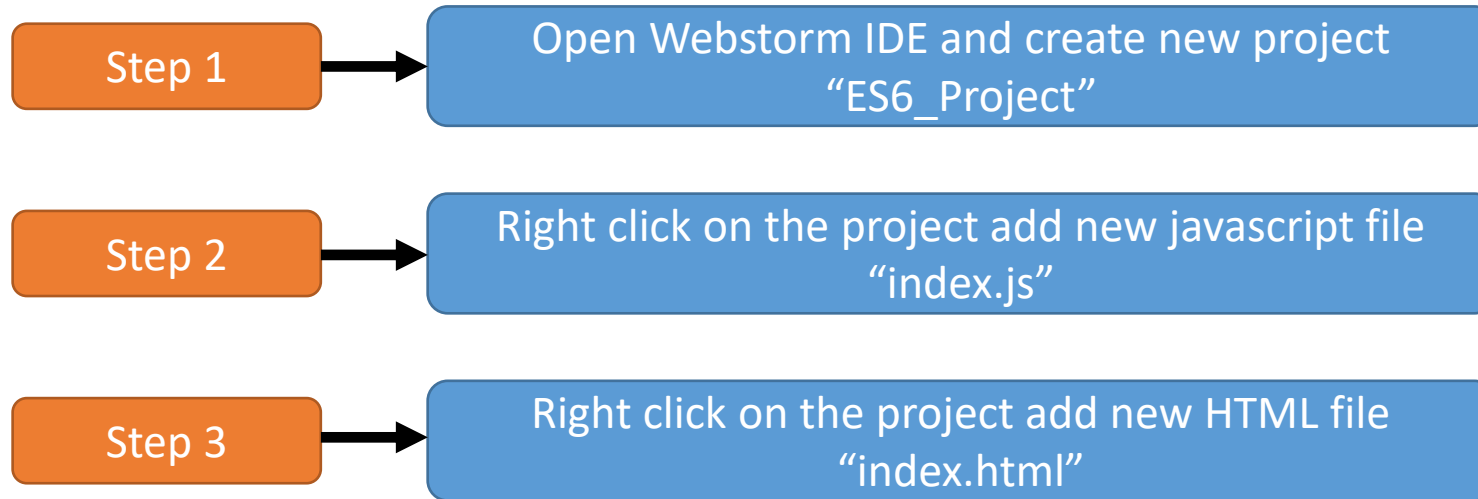 Step 1
Open Webstorm IDE and create new project
“ES6_Project”
Step 2
Right click on the project add new javascript file
“index.js”
Step 3
Right click on the project add new HTML file
“index.html”